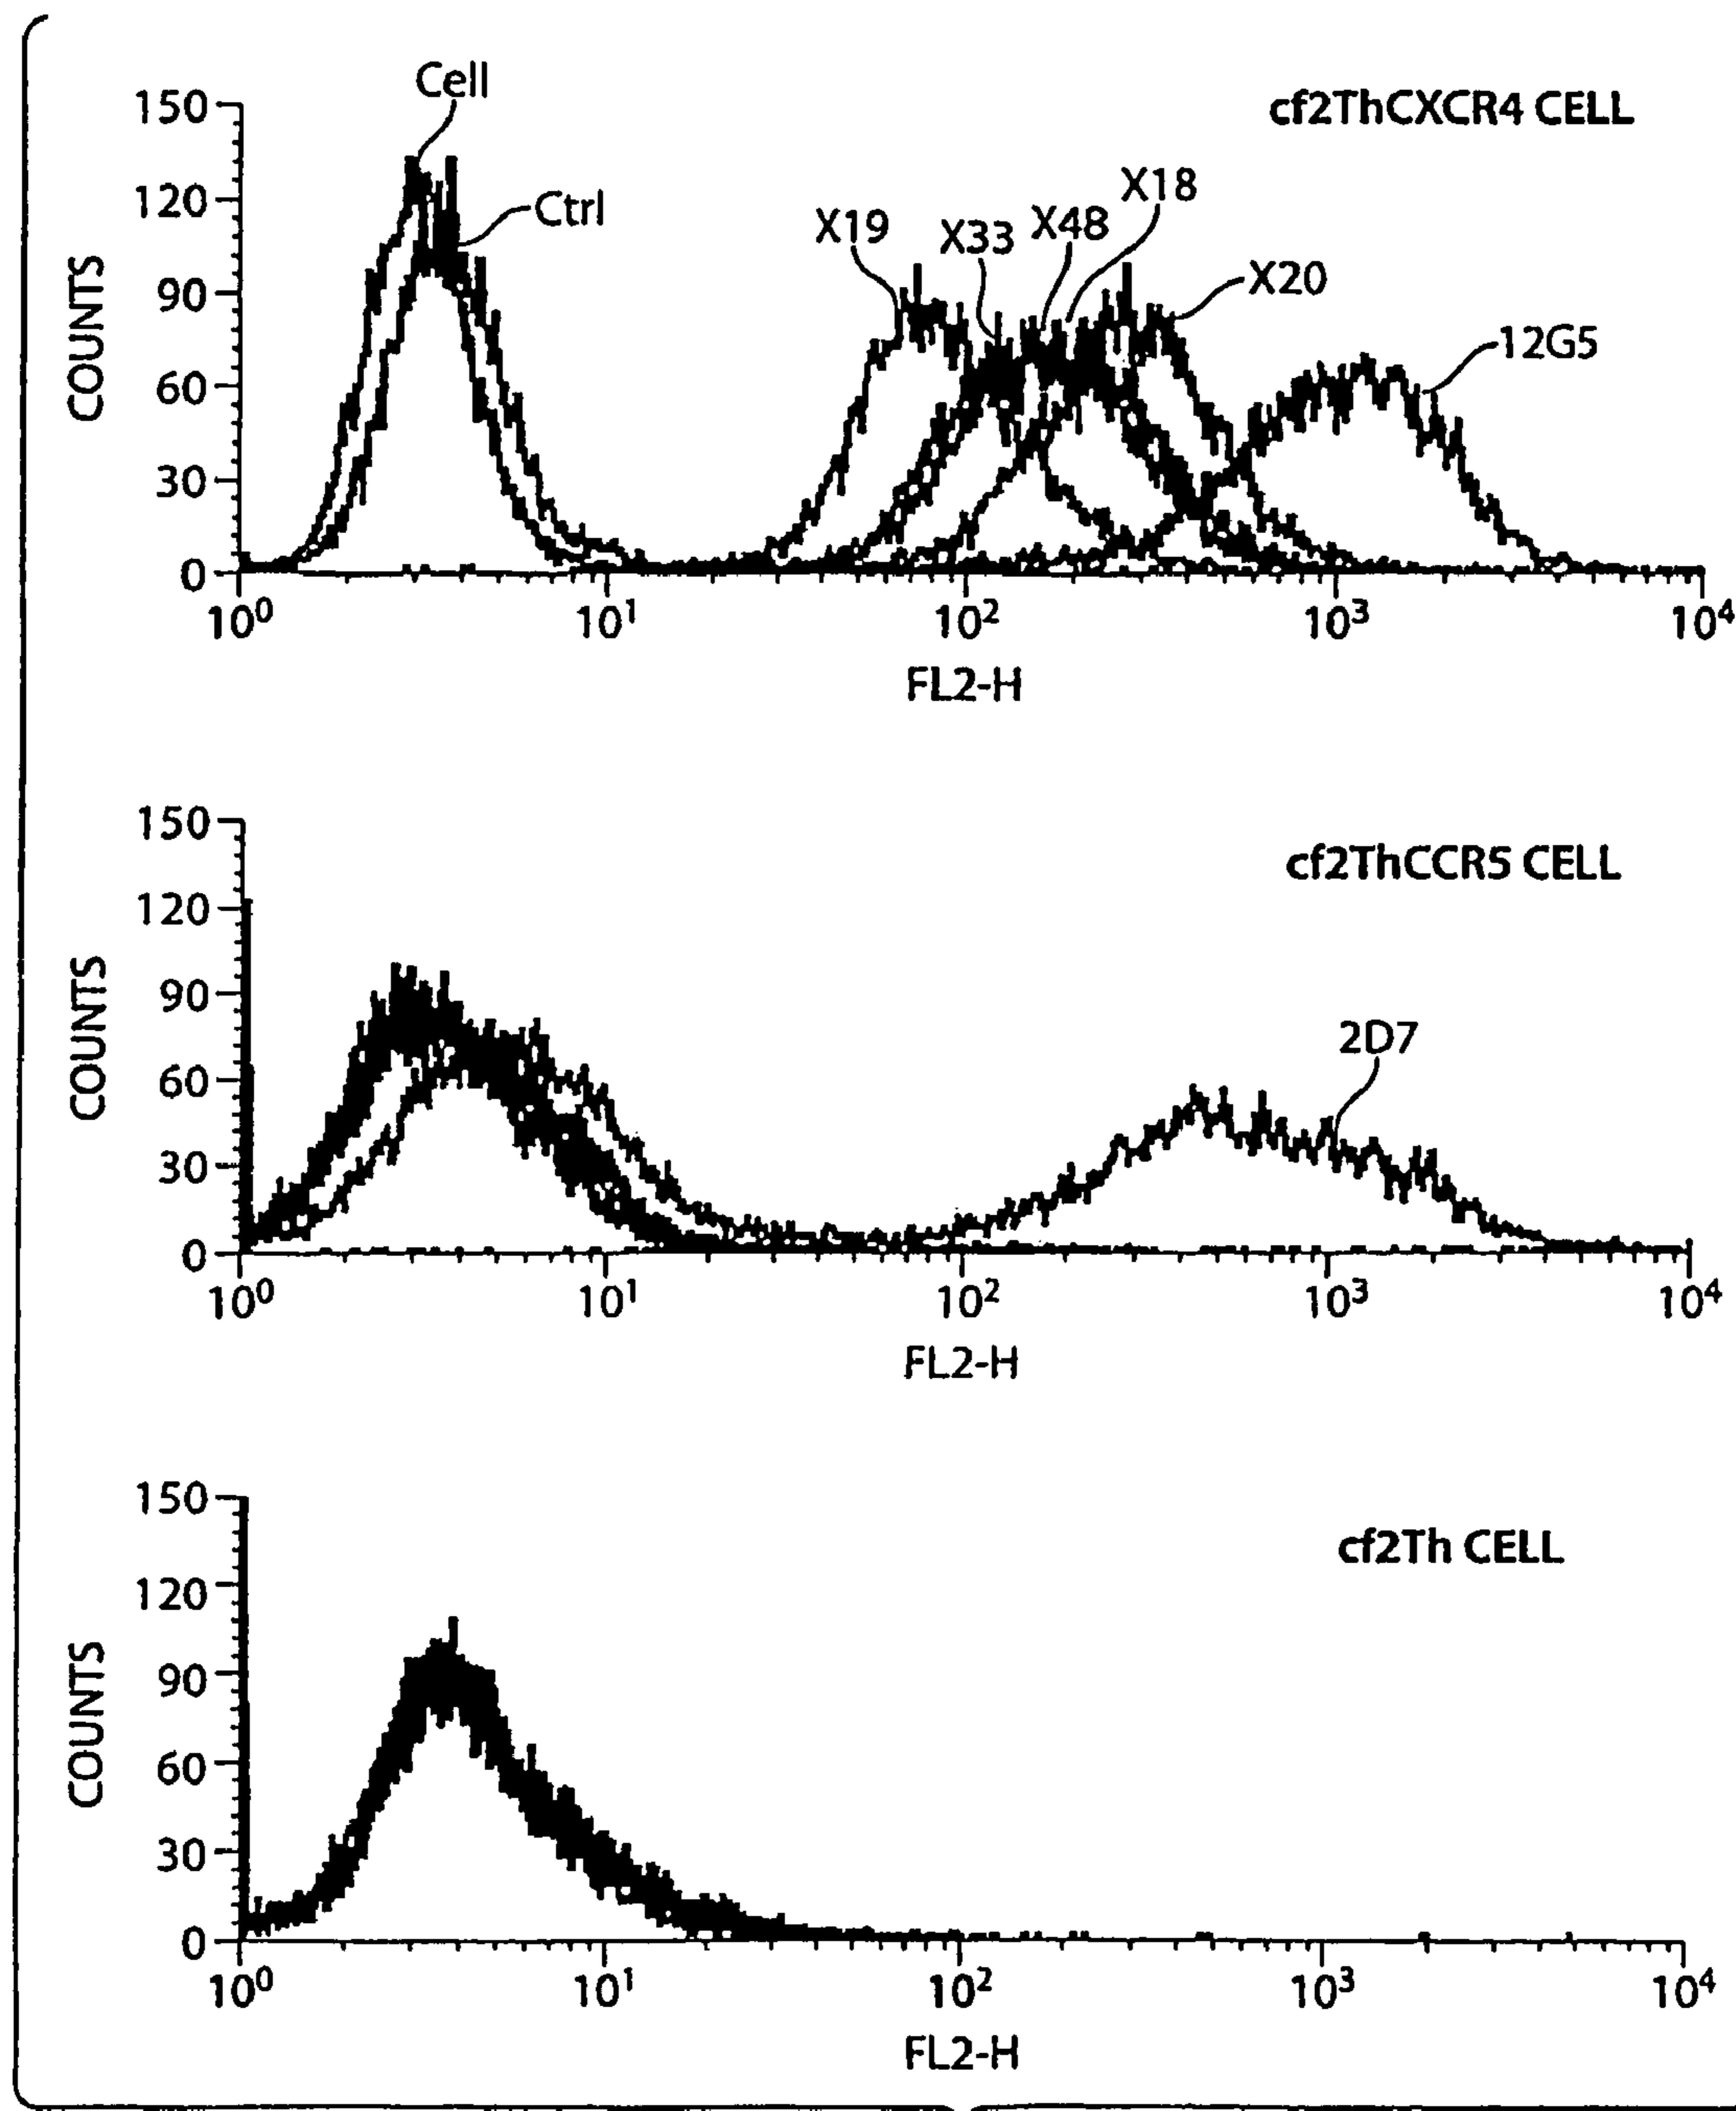 Cell
150
cf2ThCXCR4 CELL
120
Ctrl
X19
X33
X48
X18
X20
12G5
90
60
30
0
COUNTS
10⁰
10¹
10²
10³
10⁴
FL2-H
150
cf2ThCCR5 CELL
120
90
60
30
0
COUNTS
2D7
10⁰
10¹
10²
10³
10⁴
FL2-H
150
cf2Th CELL
120
90
60
30
0
COUNTS
10⁰
10¹
10²
10³
10⁴
FL2-H